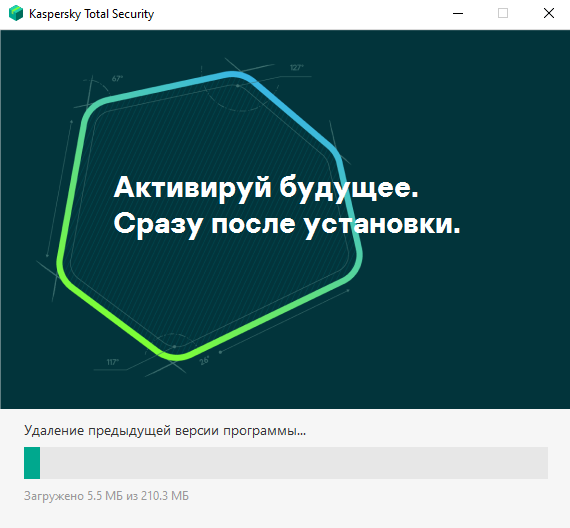 Kaspersky Total Security
67°
127°
Активируй будущее.
Сразу после установки.
117°
26°
Удаление предыдущей версии программы...
Загружено 5.5 МБ из 210.3 МБ